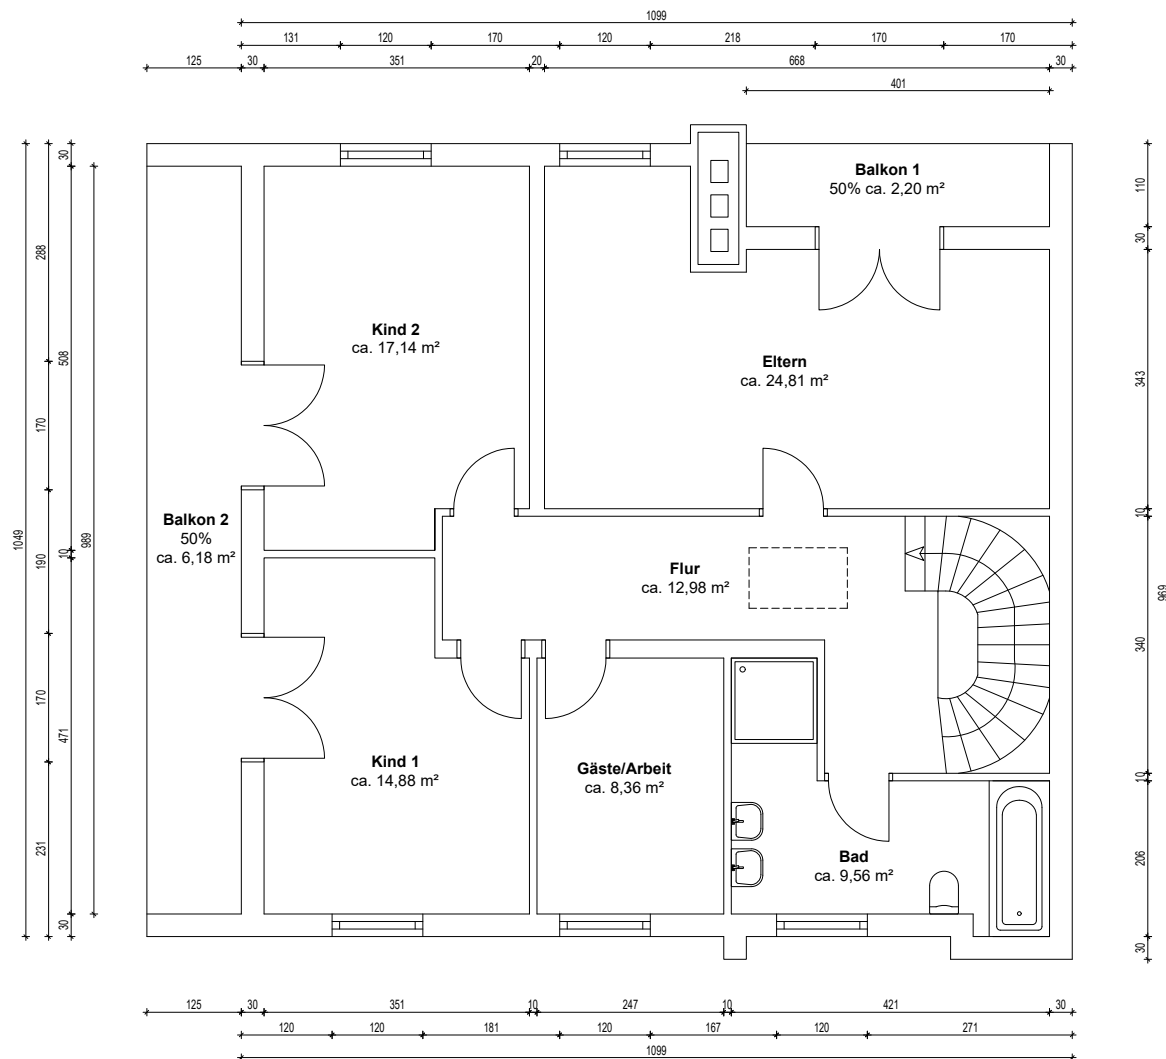 1099
131 120 170 120 218 170 170
125 30 351 20 668 30
401
30
288
508
170
10
190
170
471
231
30
1049
989
110
30
343
10
969
340
10
206
30
Balkon 1
50% ca. 2,20 m²
Kind 2
ca. 17,14 m²
Eltern
ca. 24,81 m²
Balkon 2
50%
ca. 6,18 m²
Flur
ca. 12,98 m²
Kind 1
ca. 14,88 m²
Gäste/Arbeit
ca. 8,36 m²
Bad
ca. 9,56 m²
125 30 351 10 247 10 421 30
120 120 181 120 167 120 271
1099